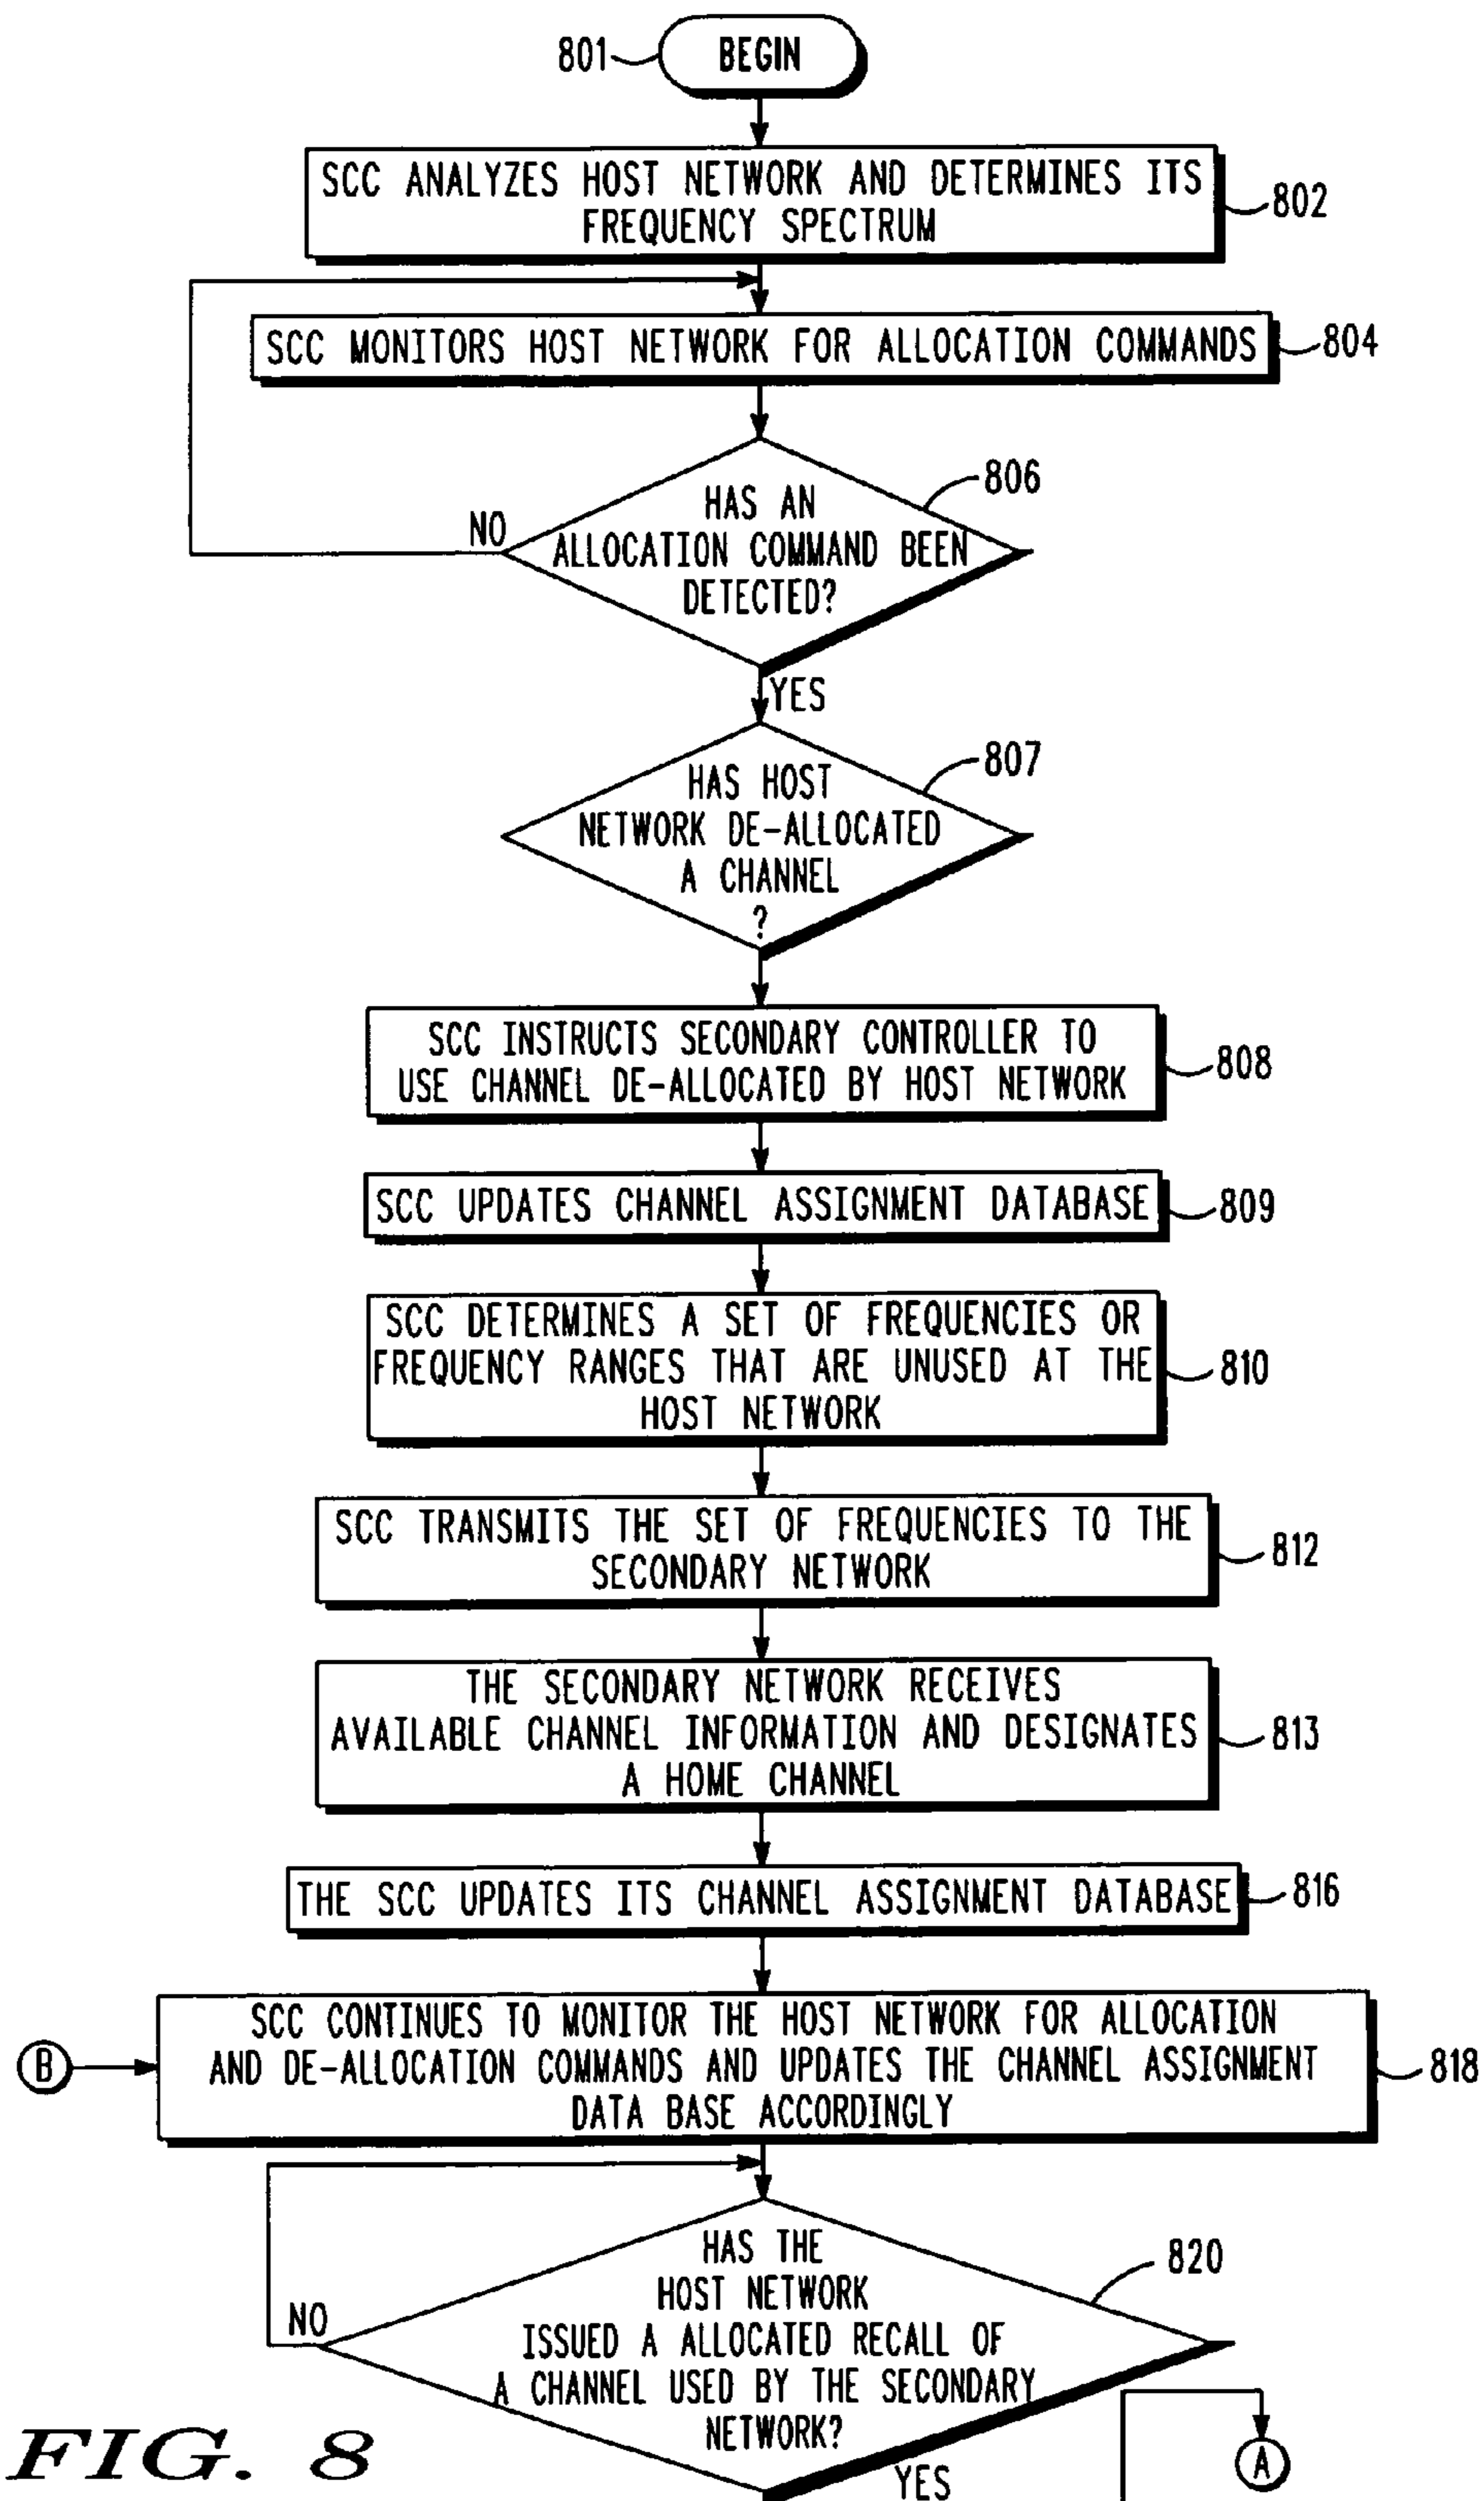 801
BEGIN
SCC ANALYZES HOST NETWORK AND DETERMINES ITS
FREQUENCY SPECTRUM
802
SCC MONITORS HOST NETWORK FOR ALLOCATION COMMANDS
804
806
HAS AN
ALLOCATION COMMAND BEEN
DETECTED?
NO
YES
807
HAS HOST
NETWORK DE-ALLOCATED
A CHANNEL
?
SCC INSTRUCTS SECONDARY CONTROLLER TO
USE CHANNEL DE-ALLOCATED BY HOST NETWORK
808
SCC UPDATES CHANNEL ASSIGNMENT DATABASE
809
SCC DETERMINES A SET OF FREQUENCIES OR
FREQUENCY RANGES THAT ARE UNUSED AT THE
HOST NETWORK
810
SCC TRANSMITS THE SET OF FREQUENCIES TO THE
SECONDARY NETWORK
812
THE SECONDARY NETWORK RECEIVES
AVAILABLE CHANNEL INFORMATION AND DESIGNATES
A HOME CHANNEL
813
THE SCC UPDATES ITS CHANNEL ASSIGNMENT DATABASE
816
B
SCC CONTINUES TO MONITOR THE HOST NETWORK FOR ALLOCATION
AND DE-ALLOCATION COMMANDS AND UPDATES THE CHANNEL ASSIGNMENT
DATA BASE ACCORDINGLY
818
820
HAS THE
HOST NETWORK
ISSUED A ALLOCATED RECALL OF
A CHANNEL USED BY THE SECONDARY
NETWORK?
NO
YES
A
FIG. 8